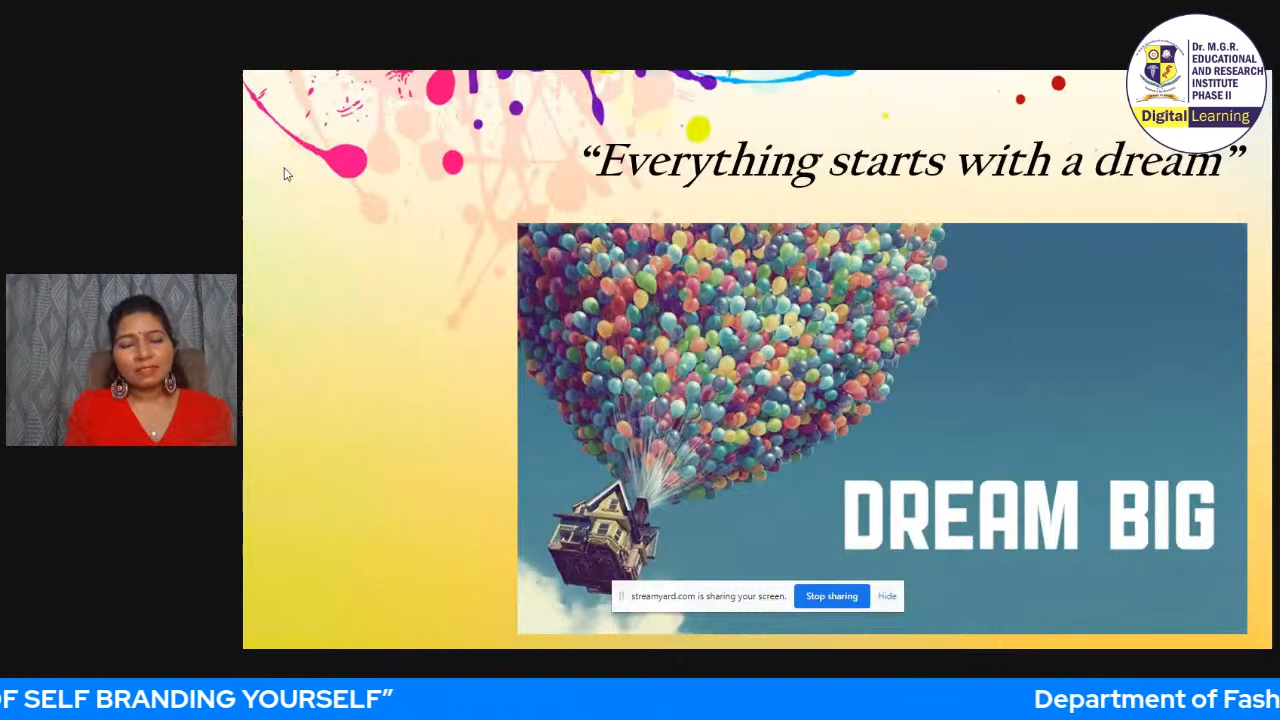 Dr. M.G.R.
EDUCATIONAL
AND RESEARCH
INSTITUTE
PHASE II
Digital Learning
“Everything starts with a dream”
DREAM BIG
streamyard.com is sharing your screen. Stop sharing Hide
OF SELF BRANDING YOURSELF” Department of Fash